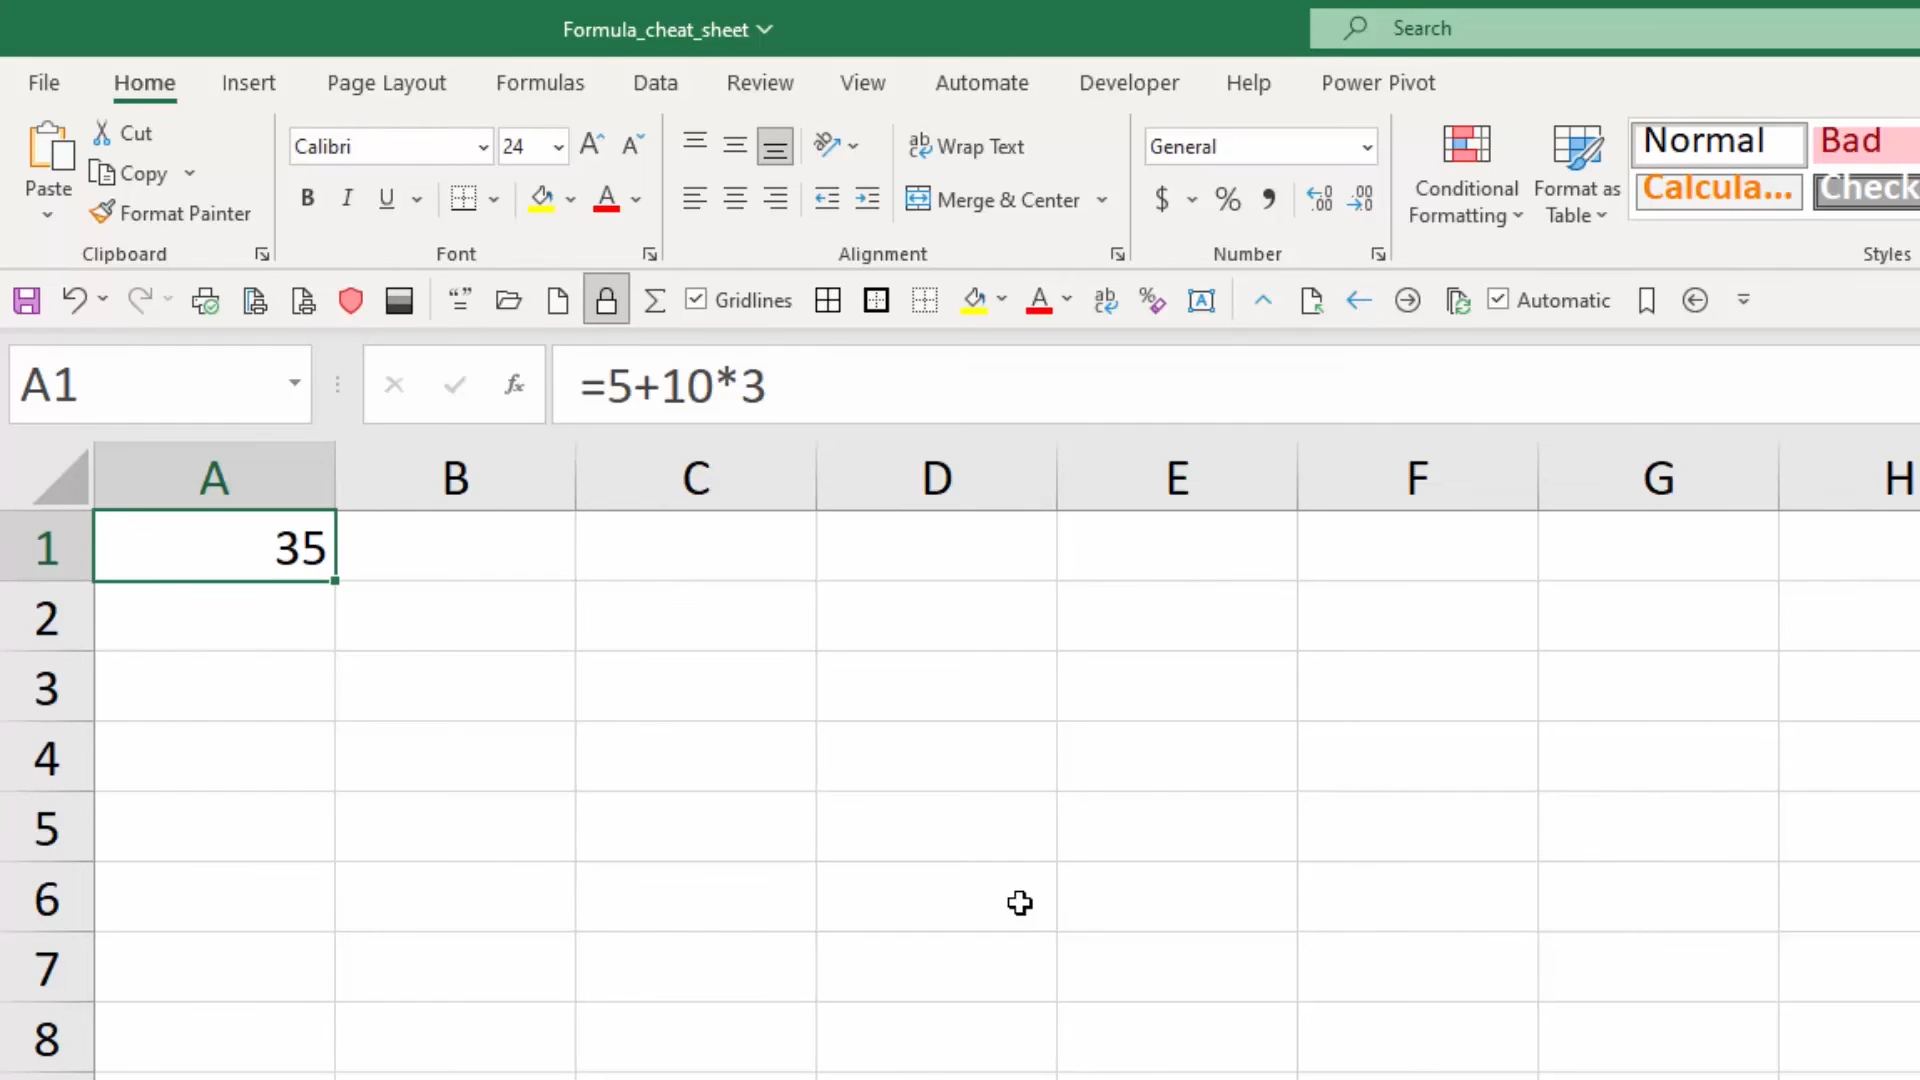 Formula_cheat_sheet
Search
File Home Insert Page Layout Formulas Data Review View Automate Developer Help Power Pivot
Paste
Cut
Copy
Format Painter
Clipboard
Calibri 24
B I U
Font
Wrap Text
Merge & Center
Alignment
General
$ %
Number
Conditional Formatting
Format as Table
Normal Bad
Calcula... Check
Styles
Gridlines
Automatic
A1 fx =5+10*3
A B C D E F G H
1 35
2
3
4
5
6
7
8